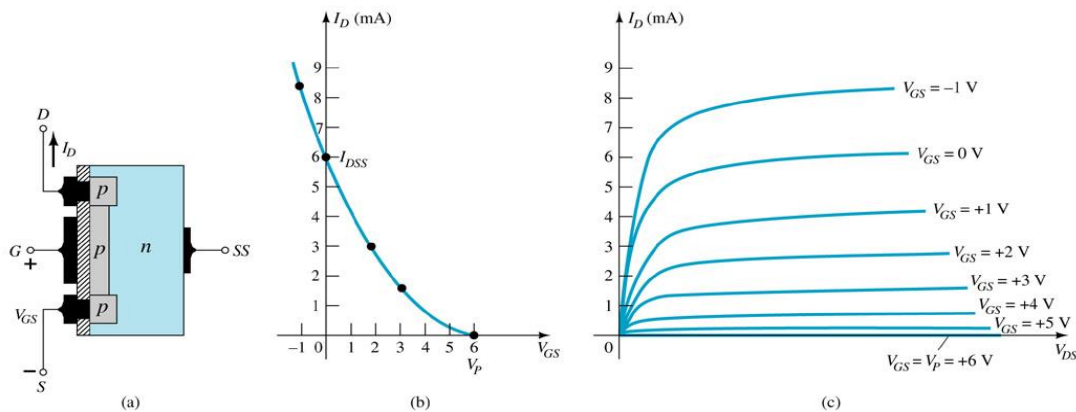 D
I_D
p
G
+
p
n
SS
p
V_GS
–
S
(a)
I_D (mA)
9
8
7
6
I_DSS
5
4
3
2
1
–1 0 1 2 3 4 5 6 V_GS
V_P
(b)
I_D (mA)
9
8
7
6
5
4
3
2
1
0
V_GS = –1 V
V_GS = 0 V
V_GS = +1 V
V_GS = +2 V
V_GS = +3 V
V_GS = +4 V
V_GS = +5 V
V_GS = V_P = +6 V
V_DS
(c)